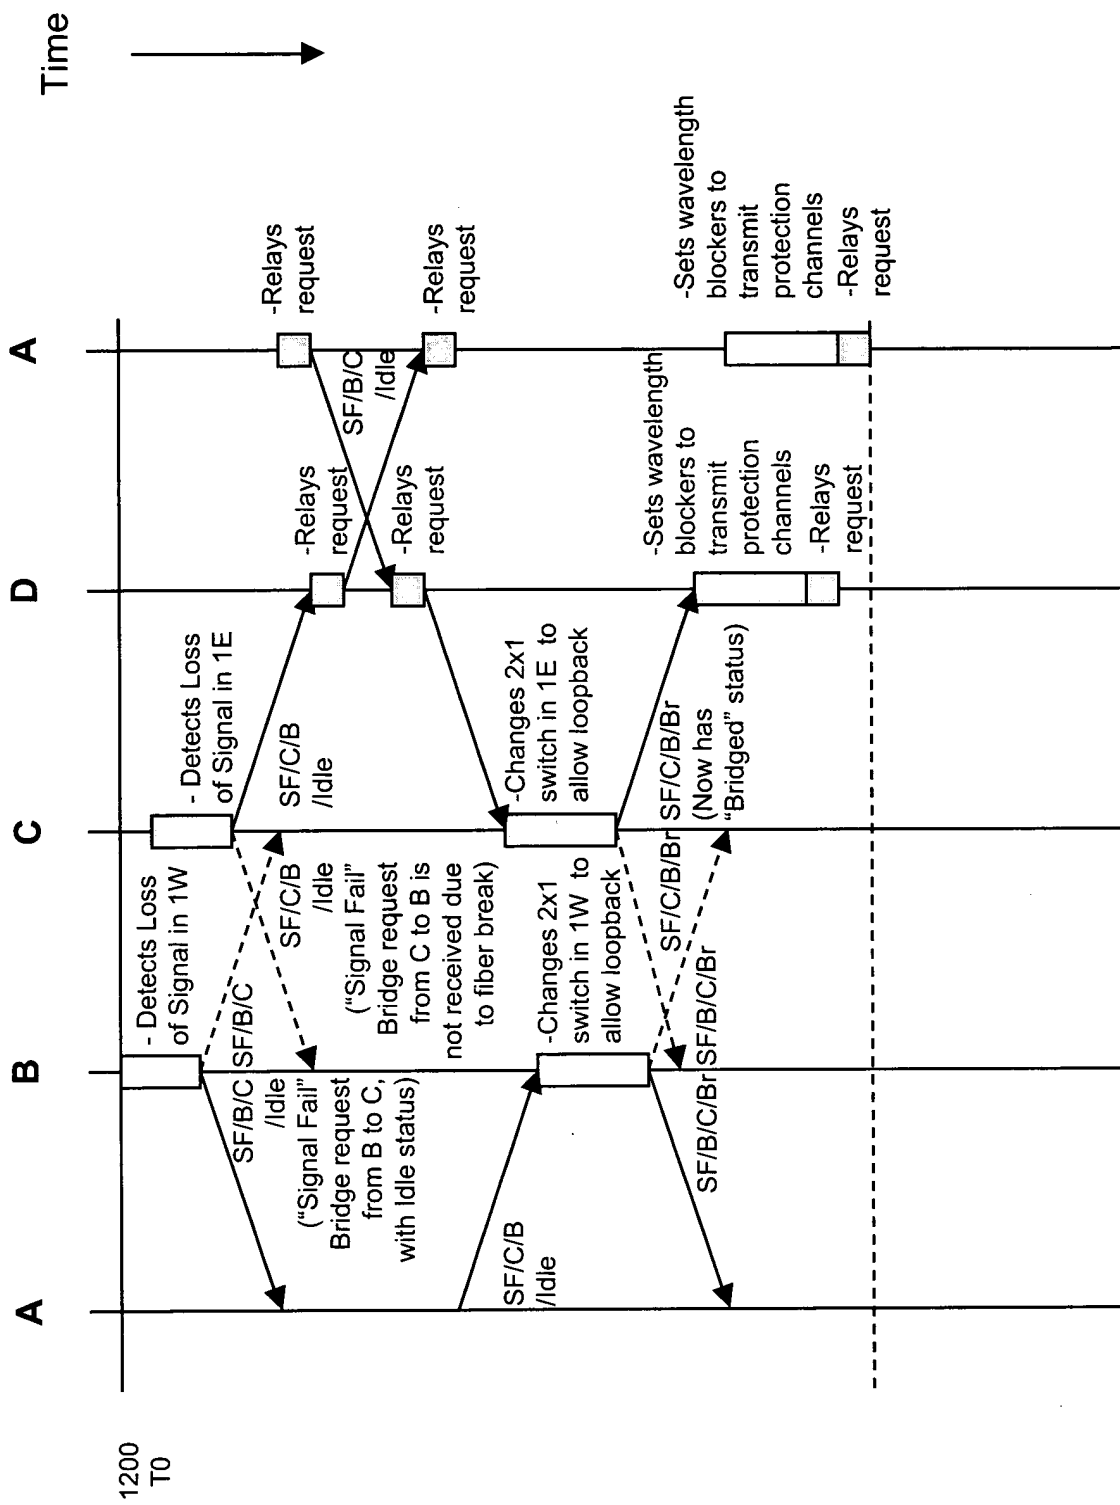 Time
A
B
C
D
A
1200
T0
- Detects Loss
of Signal in 1W
- Detects Loss
of Signal in 1E
-Relays
request
-Relays
request
SF/B/C
/Idle
SF/B/C
SF/C/B
/Idle
SF/C/B
/Idle
SF/B/C
/Idle
("Signal Fail"
Bridge request
from B to C,
with Idle status)
("Signal Fail"
Bridge request
from C to B is
not received due
to fiber break)
-Relays
request
-Relays
request
SF/C/B
/Idle
-Changes 2x1
switch in 1W to
allow loopback
-Changes 2x1
switch in 1E to
allow loopback
SF/B/C/Br
SF/B/C/Br
SF/C/B/Br
SF/C/B/Br
(Now has
"Bridged" status)
-Sets wavelength
blockers to
transmit
protection
channels
-Relays
request
-Sets wavelength
blockers to
transmit
protection
channels
-Relays
request